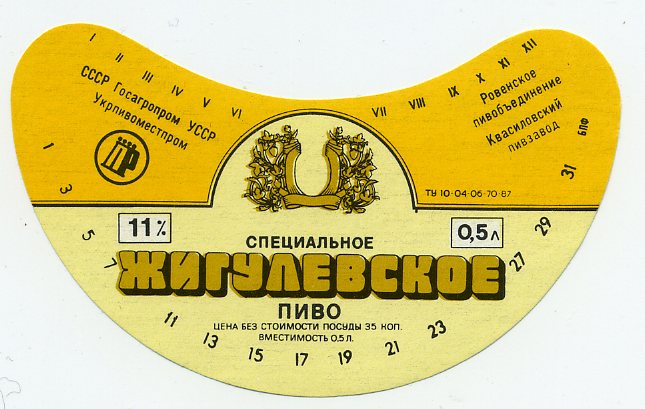 I II III IV V VI VII VIII IX X XI XII
СССР Госагропром УССР
Укрпивоместпром
ПР
Ровенское
пивобъединение
Квасиловский
пивзавод
БПФ
ТУ 10-04-06-70-87
11%
0,5л
СПЕЦИАЛЬНОЕ
ЖИГУЛЕВСКОЕ
ПИВО
ЦЕНА БЕЗ СТОИМОСТИ ПОСУДЫ 35 КОП.
ВМЕСТИМОСТЬ 0,5 Л.
1 3 5 7 11 13 15 17 19 21 23 27 29 31